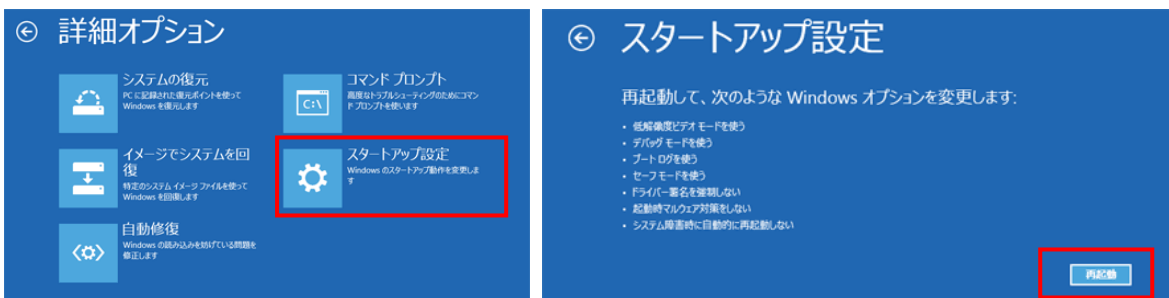 詳細オプション
システムの復元
PC に記録された復元ポイントを使って
Windows を復元します
コマンド プロンプト
高度なトラブルシューティングのためにコマン
ド プロンプトを使います
C:\
イメージでシステムを回
復
特定のシステム イメージ ファイルを使って
Windows を回復します
スタートアップ設定
Windows のスタートアップ動作を変更しま
す
自動修復
Windows の読み込みを妨げている問題を
修正します
スタートアップ設定
再起動して、次のような Windows オプションを変更します:
• 低解像度ビデオ モードを使う
• デバッグ モードを使う
• ブート ログを使う
• セーフ モードを使う
• ドライバー署名を強制しない
• 起動時マルウェア対策をしない
• システム障害時に自動的に再起動しない
再起動